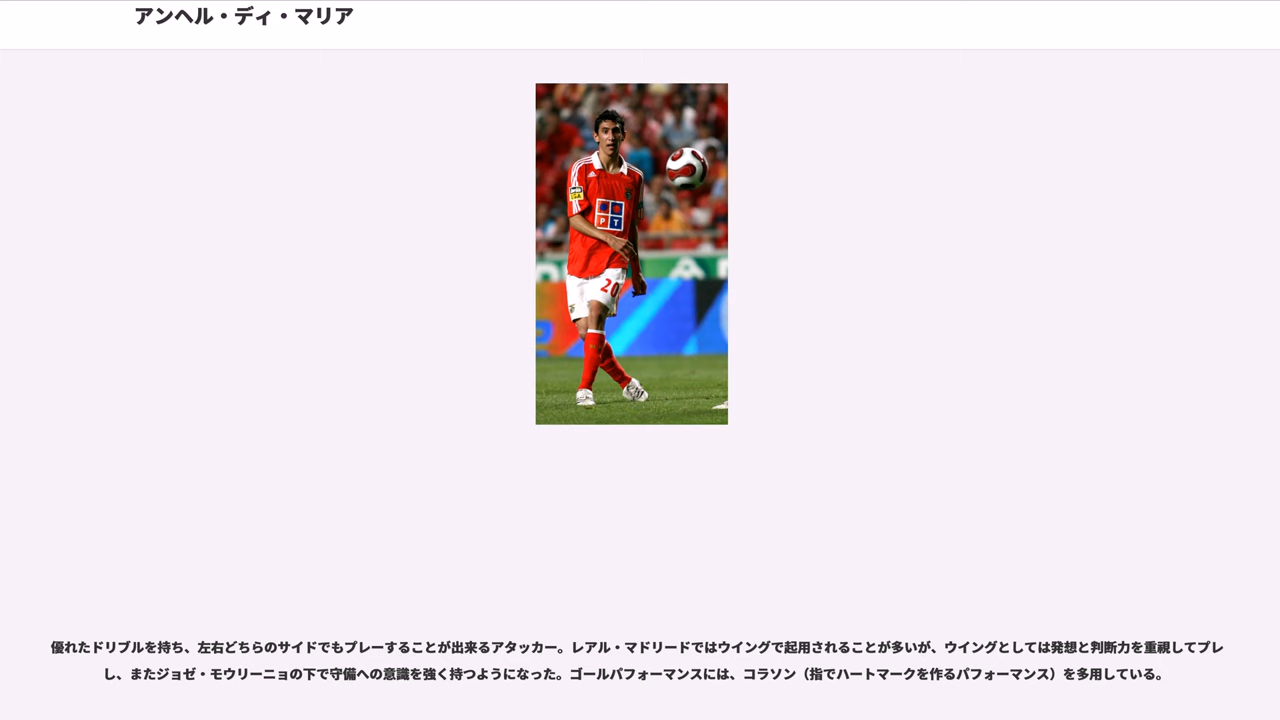 アンヘル・ディ・マリア
P T
20
優れたドリブルを持ち、左右どちらのサイドでもプレーすることが出来るアタッカー。レアル・マドリードではウイングで起用されることが多いが、ウイングとしては発想と判断力を重視してプレ
し、またジョゼ・モウリーニョの下で守備への意識を強く持つようになった。ゴールパフォーマンスには、コラソン（指でハートマークを作るパフォーマンス）を多用している。